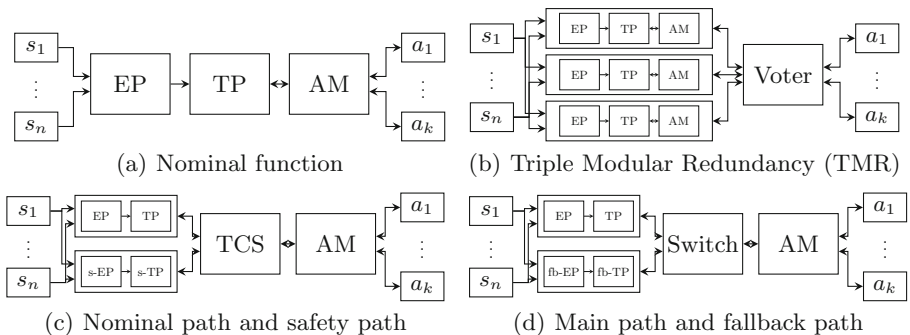 s1 EP TP AM a1
⋮ ⋮
sn ak
(a) Nominal function
s1 EP TP AM a1
EP TP AM Voter
⋮ ⋮
sn EP TP AM ak
(b) Triple Modular Redundancy (TMR)
s1 EP TP a1
TCS AM
⋮ ⋮
sn s-EP s-TP ak
(c) Nominal path and safety path
s1 EP TP a1
Switch AM
⋮ ⋮
sn fb-EP fb-TP ak
(d) Main path and fallback path